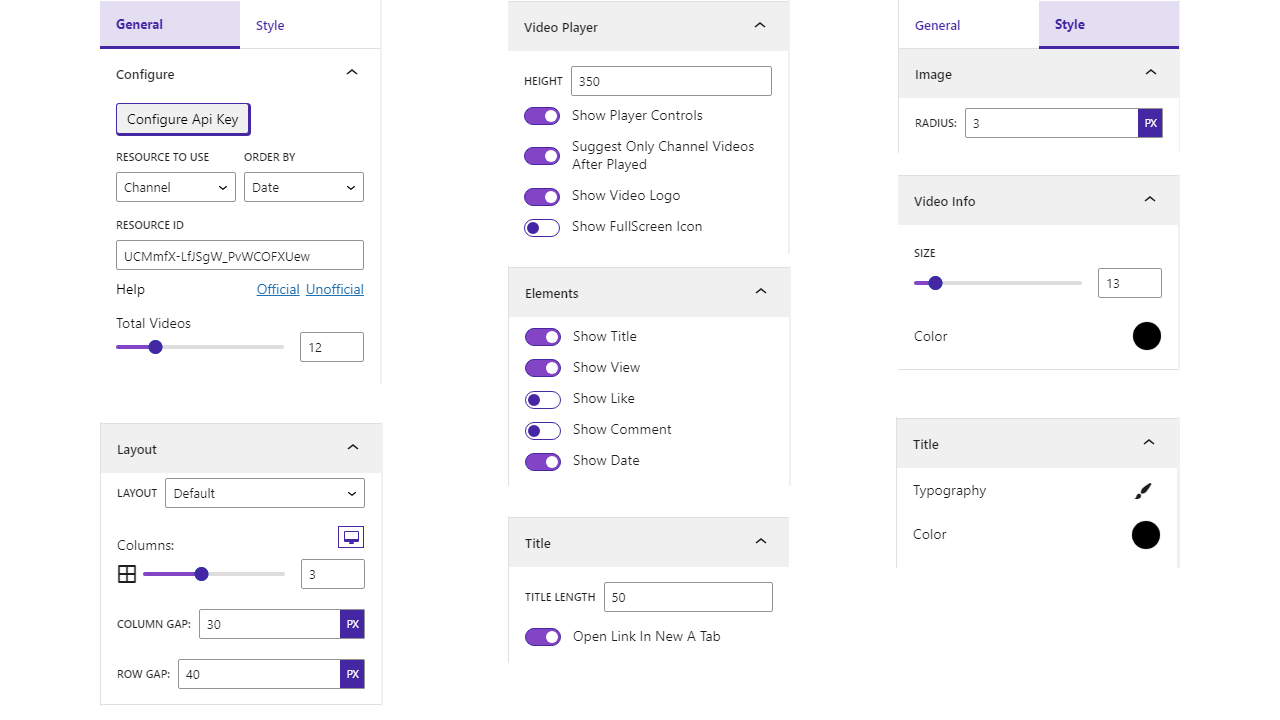 General Style
Configure
Configure Api Key
RESOURCE TO USE ORDER BY
Channel Date
RESOURCE ID
UCMmfX-LfJSgW_PvWCOFXUew
Help Official Unofficial
Total Videos
12
Layout
LAYOUT Default
Columns:
3
COLUMN GAP: 30 PX
ROW GAP: 40 PX
Video Player
HEIGHT 350
Show Player Controls
Suggest Only Channel Videos
After Played
Show Video Logo
Show FullScreen Icon
Elements
Show Title
Show View
Show Like
Show Comment
Show Date
Title
TITLE LENGTH 50
Open Link In New A Tab
General Style
Image
RADIUS: 3 PX
Video Info
SIZE
13
Color
Title
Typography
Color